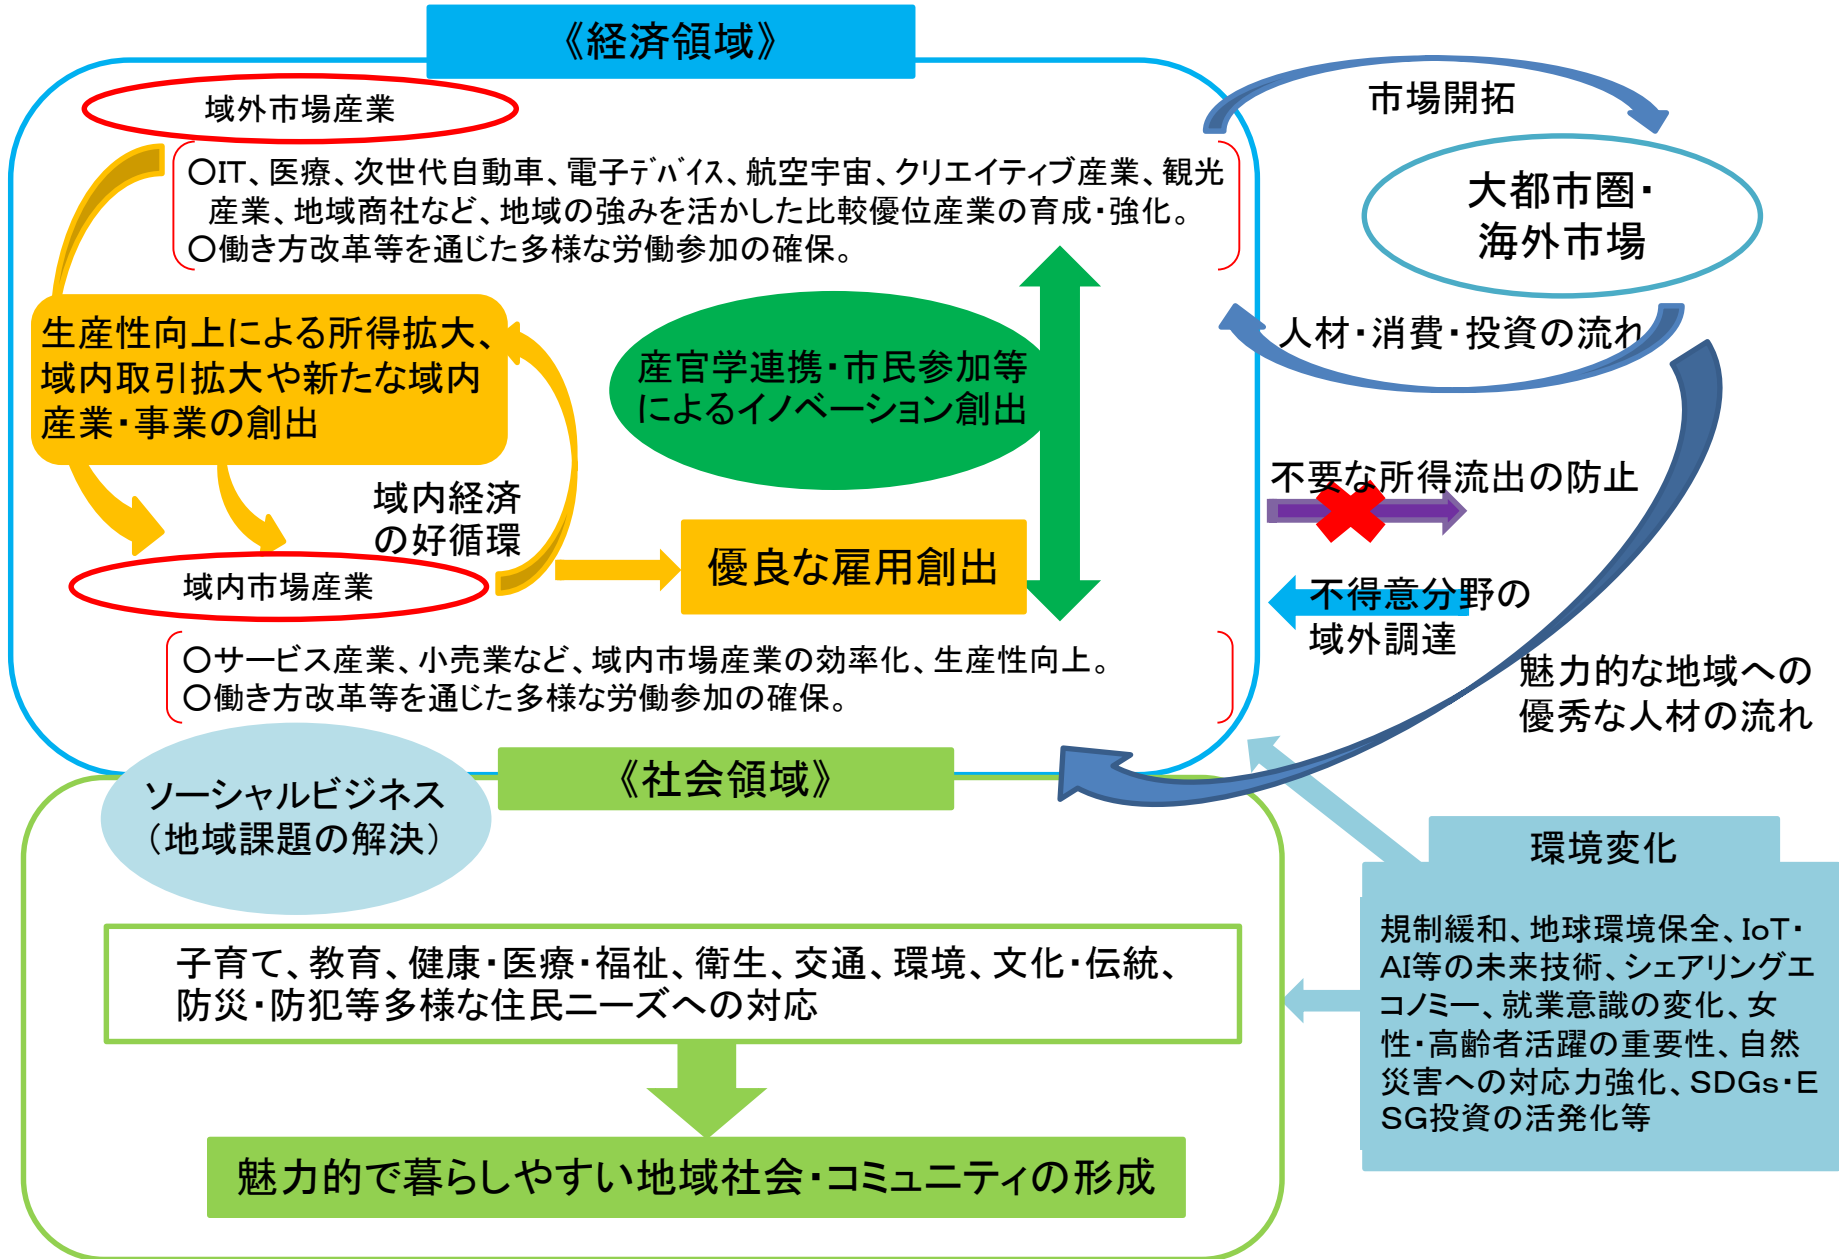 《経済領域》
域外市場産業
○IT、医療、次世代自動車、電子ﾃﾞﾊﾞｲｽ、航空宇宙、クリエイティブ産業、観光
産業、地域商社など、地域の強みを活かした比較優位産業の育成・強化。
○働き方改革等を通じた多様な労働参加の確保。
市場開拓
大都市圏・
海外市場
人材・消費・投資の流れ
生産性向上による所得拡大、
域内取引拡大や新たな域内
産業・事業の創出
産官学連携・市民参加等
によるイノベーション創出
域内経済
の好循環
不要な所得流出の防止
優良な雇用創出
域内市場産業
不得意分野の
域外調達
○サービス産業、小売業など、域内市場産業の効率化、生産性向上。
○働き方改革等を通じた多様な労働参加の確保。
魅力的な地域への
優秀な人材の流れ
《社会領域》
ソーシャルビジネス
（地域課題の解決）
子育て、教育、健康・医療・福祉、衛生、交通、環境、文化・伝統、
防災・防犯等多様な住民ニーズへの対応
魅力的で暮らしやすい地域社会・コミュニティの形成
環境変化
規制緩和、地球環境保全、IoT・
AI等の未来技術、シェアリングエ
コノミー、就業意識の変化、女
性・高齢者活躍の重要性、自然
災害への対応力強化、SDGs・E
SG投資の活発化等